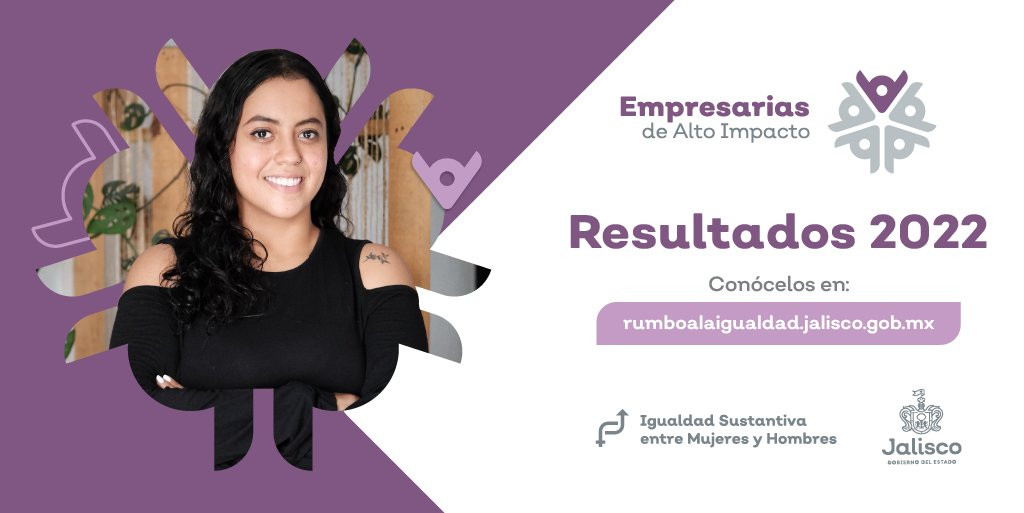 Empresarias
de Alto Impacto
Resultados 2022
Conócelos en:
rumboalaigualdad.jalisco.gob.mx
Igualdad Sustantiva
entre Mujeres y Hombres
Jalisco
GOBIERNO DEL ESTADO